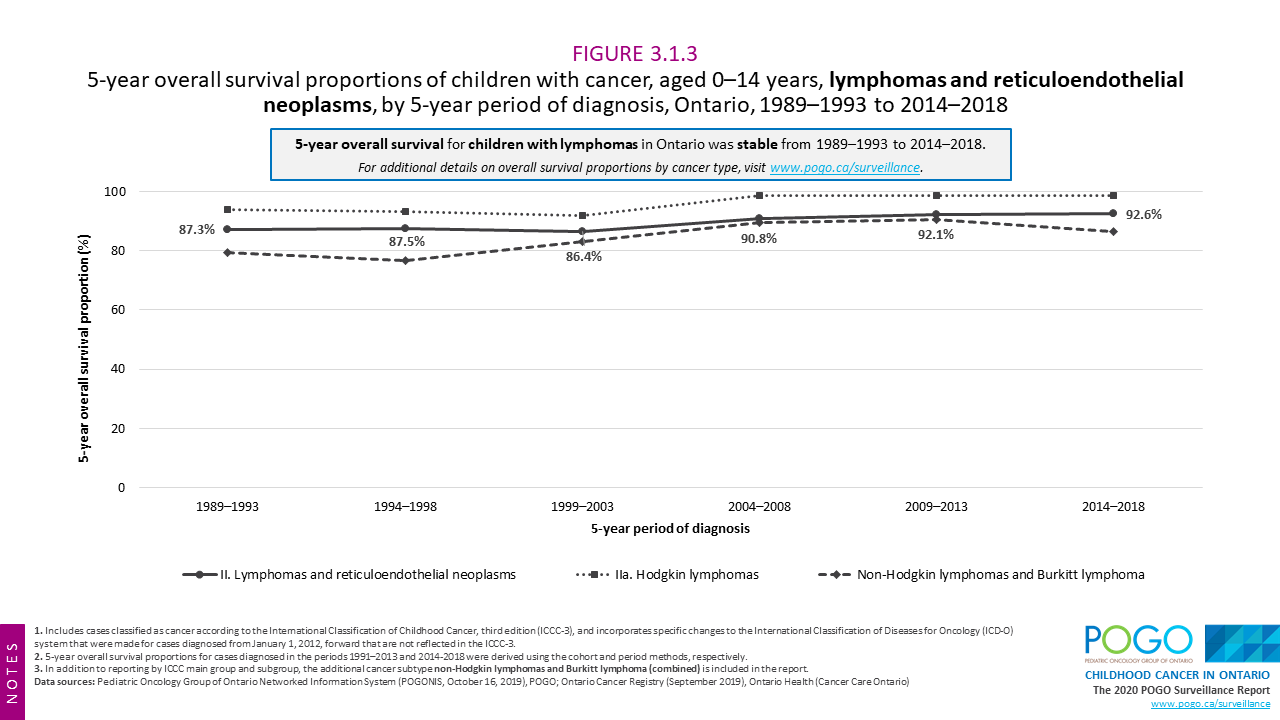 FIGURE 3.1.3
5-year overall survival proportions of children with cancer, aged 0–14 years, lymphomas and reticuloendothelial
neoplasms, by 5-year period of diagnosis, Ontario, 1989–1993 to 2014–2018
5-year overall survival for children with lymphomas in Ontario was stable from 1989–1993 to 2014–2018.
For additional details on overall survival proportions by cancer type, visit www.pogo.ca/surveillance.
5-year overall survival proportion (%)
100
80
60
40
20
0
87.3%
87.5%
86.4%
90.8%
92.1%
92.6%
1989–1993
1994–1998
1999–2003
2004–2008
2009–2013
2014–2018
5-year period of diagnosis
II. Lymphomas and reticuloendothelial neoplasms
IIa. Hodgkin lymphomas
Non-Hodgkin lymphomas and Burkitt lymphoma
NOTES
1. Includes cases classified as cancer according to the International Classification of Childhood Cancer, third edition (ICCC-3), and incorporates specific changes to the International Classification of Diseases for Oncology (ICD-O)
system that were made for cases diagnosed from January 1, 2012, forward that are not reflected in the ICCC-3.
2. 5-year overall survival proportions for cases diagnosed in the periods 1991–2013 and 2014-2018 were derived using the cohort and period methods, respectively.
3. In addition to reporting by ICCC main group and subgroup, the additional cancer subtype non-Hodgkin lymphomas and Burkitt lymphoma (combined) is included in the report.
Data sources: Pediatric Oncology Group of Ontario Networked Information System (POGONIS, October 16, 2019), POGO; Ontario Cancer Registry (September 2019), Ontario Health (Cancer Care Ontario)
POGO
PEDIATRIC ONCOLOGY GROUP OF ONTARIO
CHILDHOOD CANCER IN ONTARIO
The 2020 POGO Surveillance Report
www.pogo.ca/surveillance